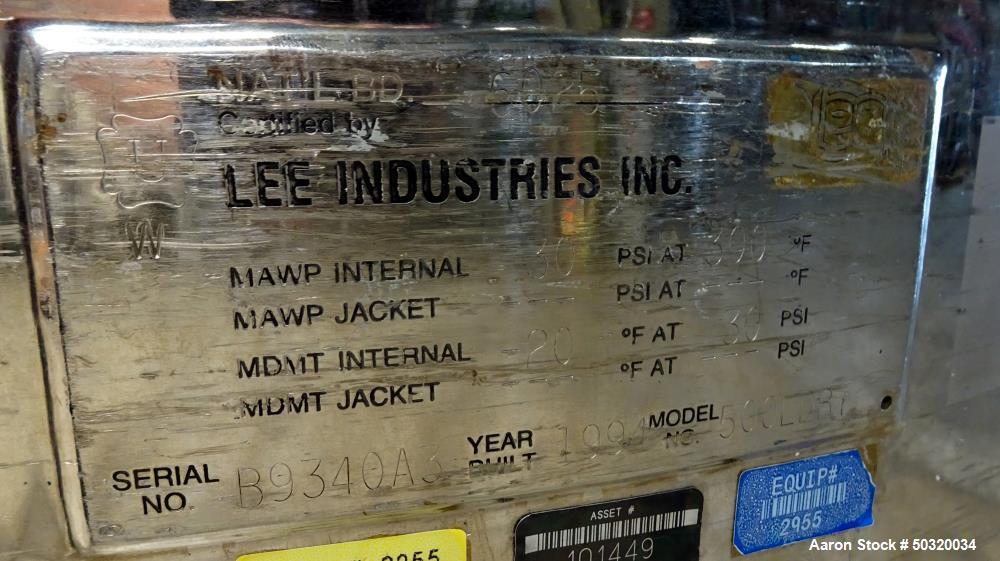 NAT'L.BD. 5025
Certified by
U
W
LEE INDUSTRIES INC.
MAWP INTERNAL 30 PSI AT 300 °F
MAWP JACKET --- PSI AT --- °F
MDMT INTERNAL -20 °F AT 30 PSI
MDMT JACKET --- °F AT --- PSI
SERIAL NO. B9340A3 YEAR BUILT 1994 MODEL NO.
ASSET #
101449
EQUIP#
2955
Aaron Stock # 50320034